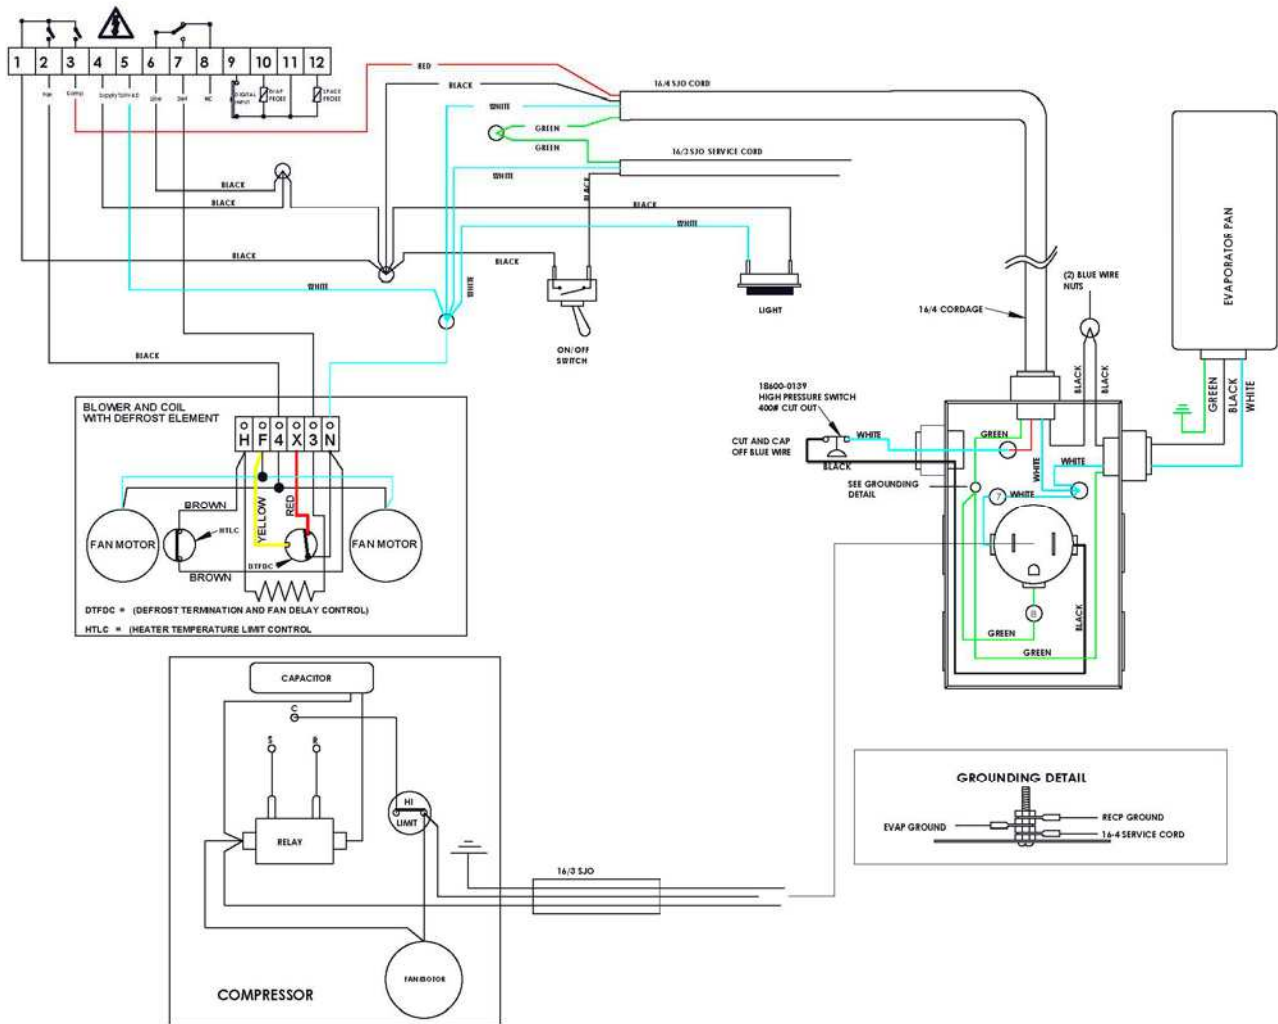 1 2 3 4 5 6 7 8 9 10 11 12
Fan
Comp
Supply
Line
Def
NC
DIGITAL
INPUT
EVAP
PROBE
SPACE
PROBE
RED
BLACK
WHITE
GREEN
GREEN
WHITE
16/4 SJO CORD
16/3 SJO SERVICE CORD
BLACK
BLACK
BLACK
BLACK
WHITE
BLACK
BLACK
WHITE
WHITE
LIGHT
ON/OFF
SWITCH
BLACK
16/4 CORDAGE
(2) BLUE WIRE
NUTS
EVAPORATOR PAN
GREEN
BLACK
WHITE
BLACK
BLACK
18600-0139
HIGH PRESSURE SWITCH
400# CUT OUT
CUT AND CAP
OFF BLUE WIRE
WHITE
BLACK
GREEN
WHITE
WHITE
SEE GROUNDING
DETAIL
7
WHITE
8
BLACK
GREEN
GREEN
BLOWER AND COIL
WITH DEFROST ELEMENT
H F 4 X 3 N
YELLOW
RED
BROWN
FAN MOTOR
HTLC
FAN MOTOR
DTFDC
BROWN
DTFDC = (DEFROST TERMINATION AND FAN DELAY CONTROL)
HTLC = (HEATER TEMPERATURE LIMIT CONTROL
CAPACITOR
C
S
R
HI
LIMIT
RELAY
16/3 SJO
FAN MOTOR
COMPRESSOR
GROUNDING DETAIL
RECP GROUND
EVAP GROUND
16-4 SERVICE CORD